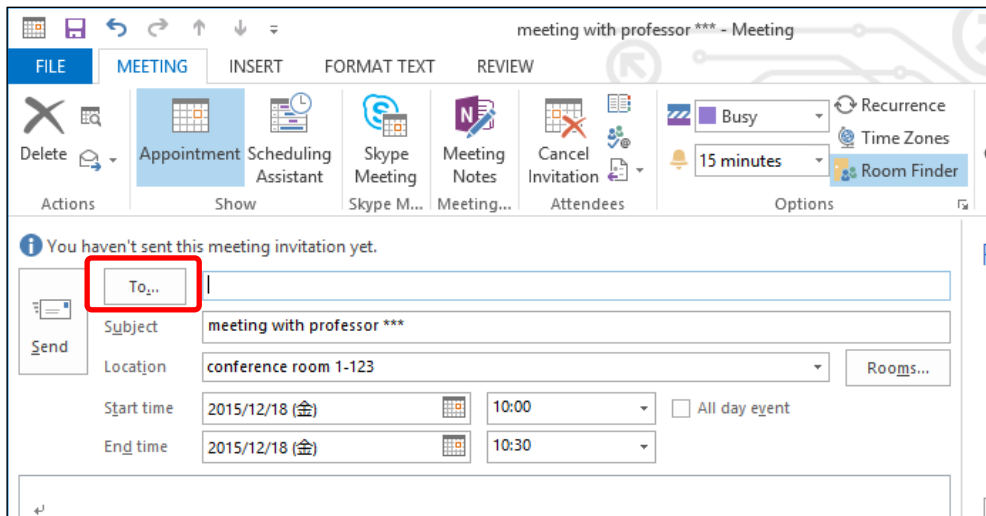 meeting with professor *** - Meeting
FILE MEETING INSERT FORMAT TEXT REVIEW
Delete
Appointment
Scheduling Assistant
Skype Meeting
Meeting Notes
Cancel Invitation
Busy
15 minutes
Recurrence
Time Zones
Room Finder
Actions Show Skype M... Meeting... Attendees Options
You haven't sent this meeting invitation yet.
Send
To...
Subject meeting with professor ***
Location conference room 1-123 Rooms...
Start time 2015/12/18 (金) 10:00 All day event
End time 2015/12/18 (金) 10:30